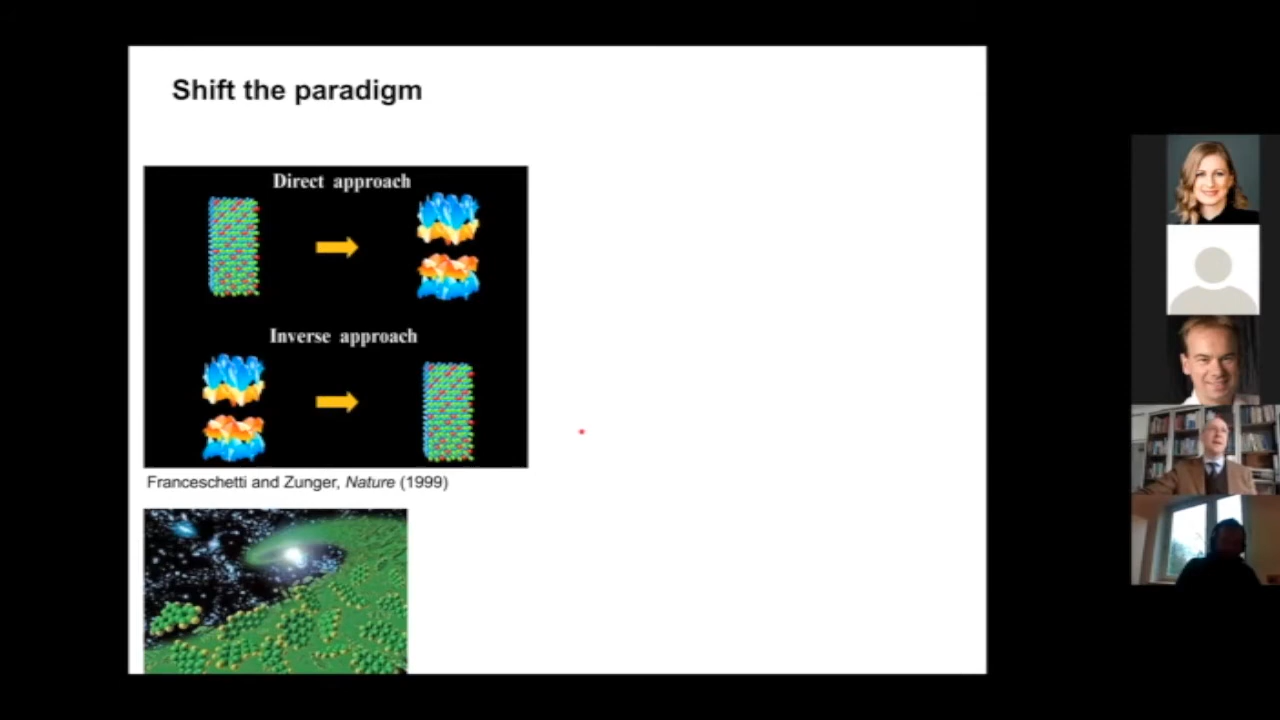 Shift the paradigm
Direct approach
Inverse approach
Franceschetti and Zunger, Nature (1999)